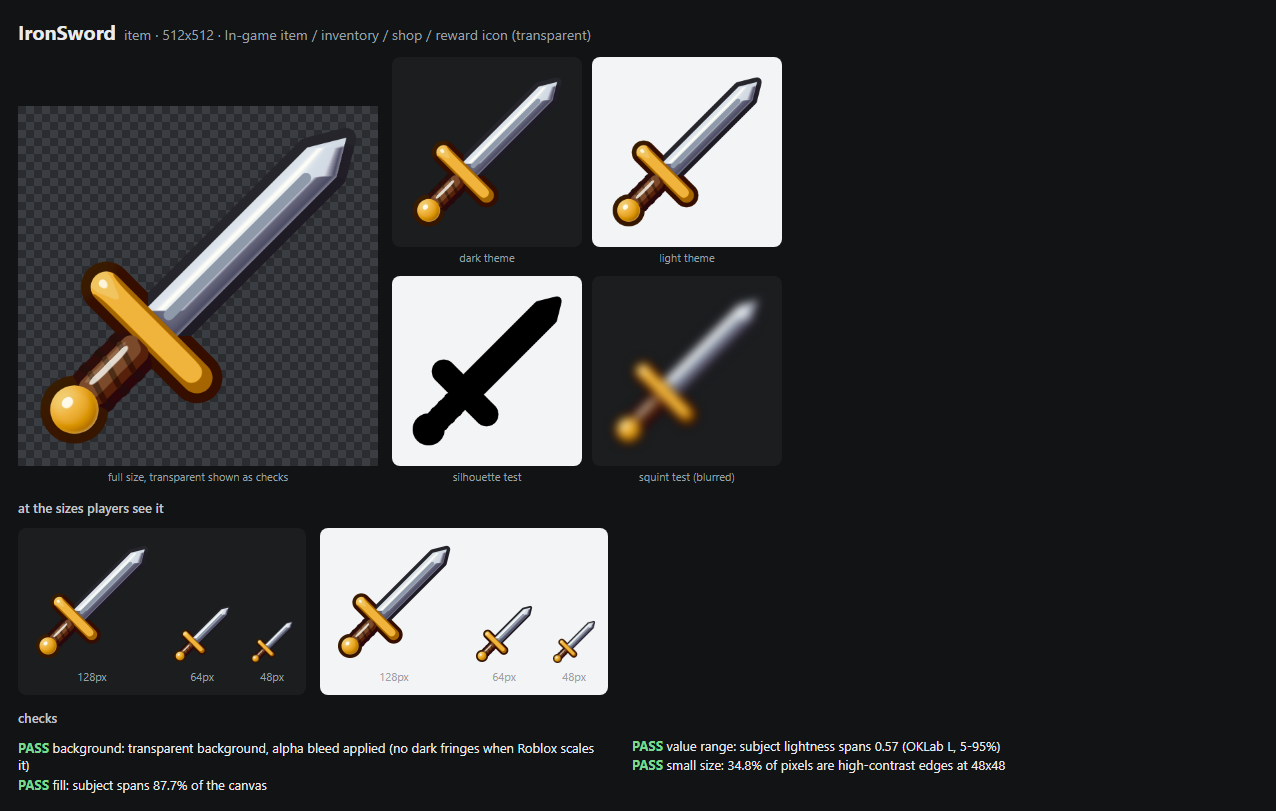 IronSword item · 512x512 · In-game item / inventory / shop / reward icon (transparent)
dark theme
light theme
full size, transparent shown as checks
silhouette test
squint test (blurred)
at the sizes players see it
128px
64px
48px
128px
64px
48px
checks
PASS background: transparent background, alpha bleed applied (no dark fringes when Roblox scales
it)
PASS fill: subject spans 87.7% of the canvas
PASS value range: subject lightness spans 0.57 (OKLab L, 5-95%)
PASS small size: 34.8% of pixels are high-contrast edges at 48x48